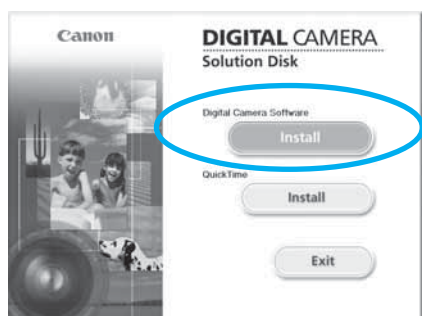 Canon
DIGITAL CAMERA
Solution Disk
Digital Camera Software
Install
QuickTime
Install
Exit